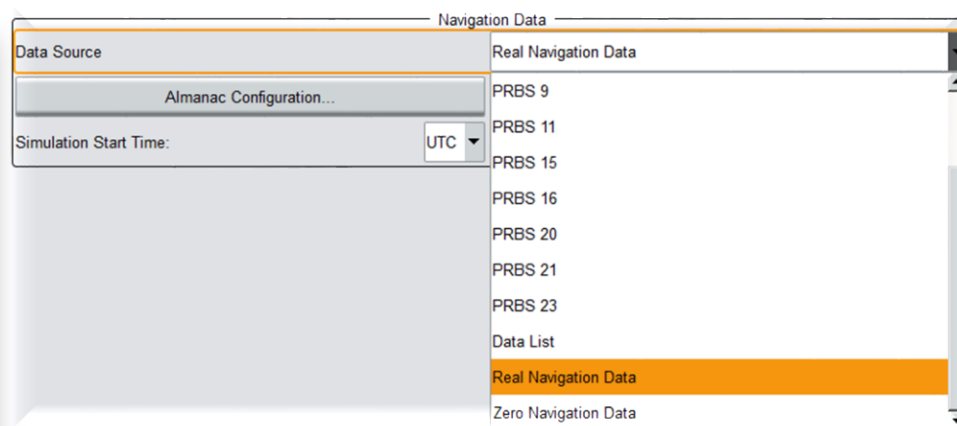 Navigation Data
Data Source
Real Navigation Data
Almanac Configuration...
PRBS 9
PRBS 11
Simulation Start Time:
UTC
PRBS 15
PRBS 16
PRBS 20
PRBS 21
PRBS 23
Data List
Real Navigation Data
Zero Navigation Data